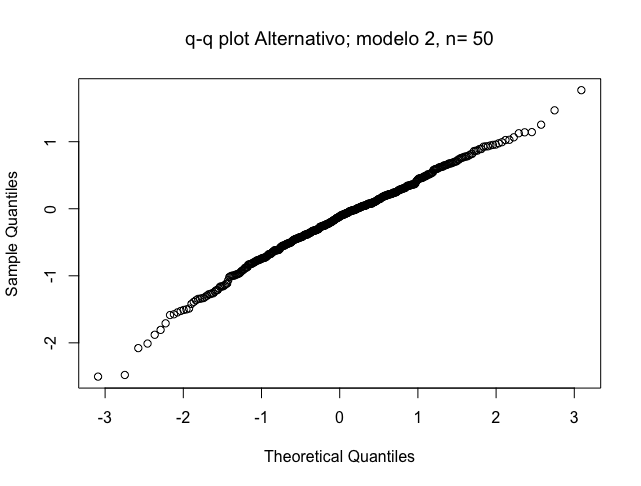 q-q plot Alternativo; modelo 2, n= 50
Sample Quantiles
1
0
-1
-2
-3 -2 -1 0 1 2 3
Theoretical Quantiles